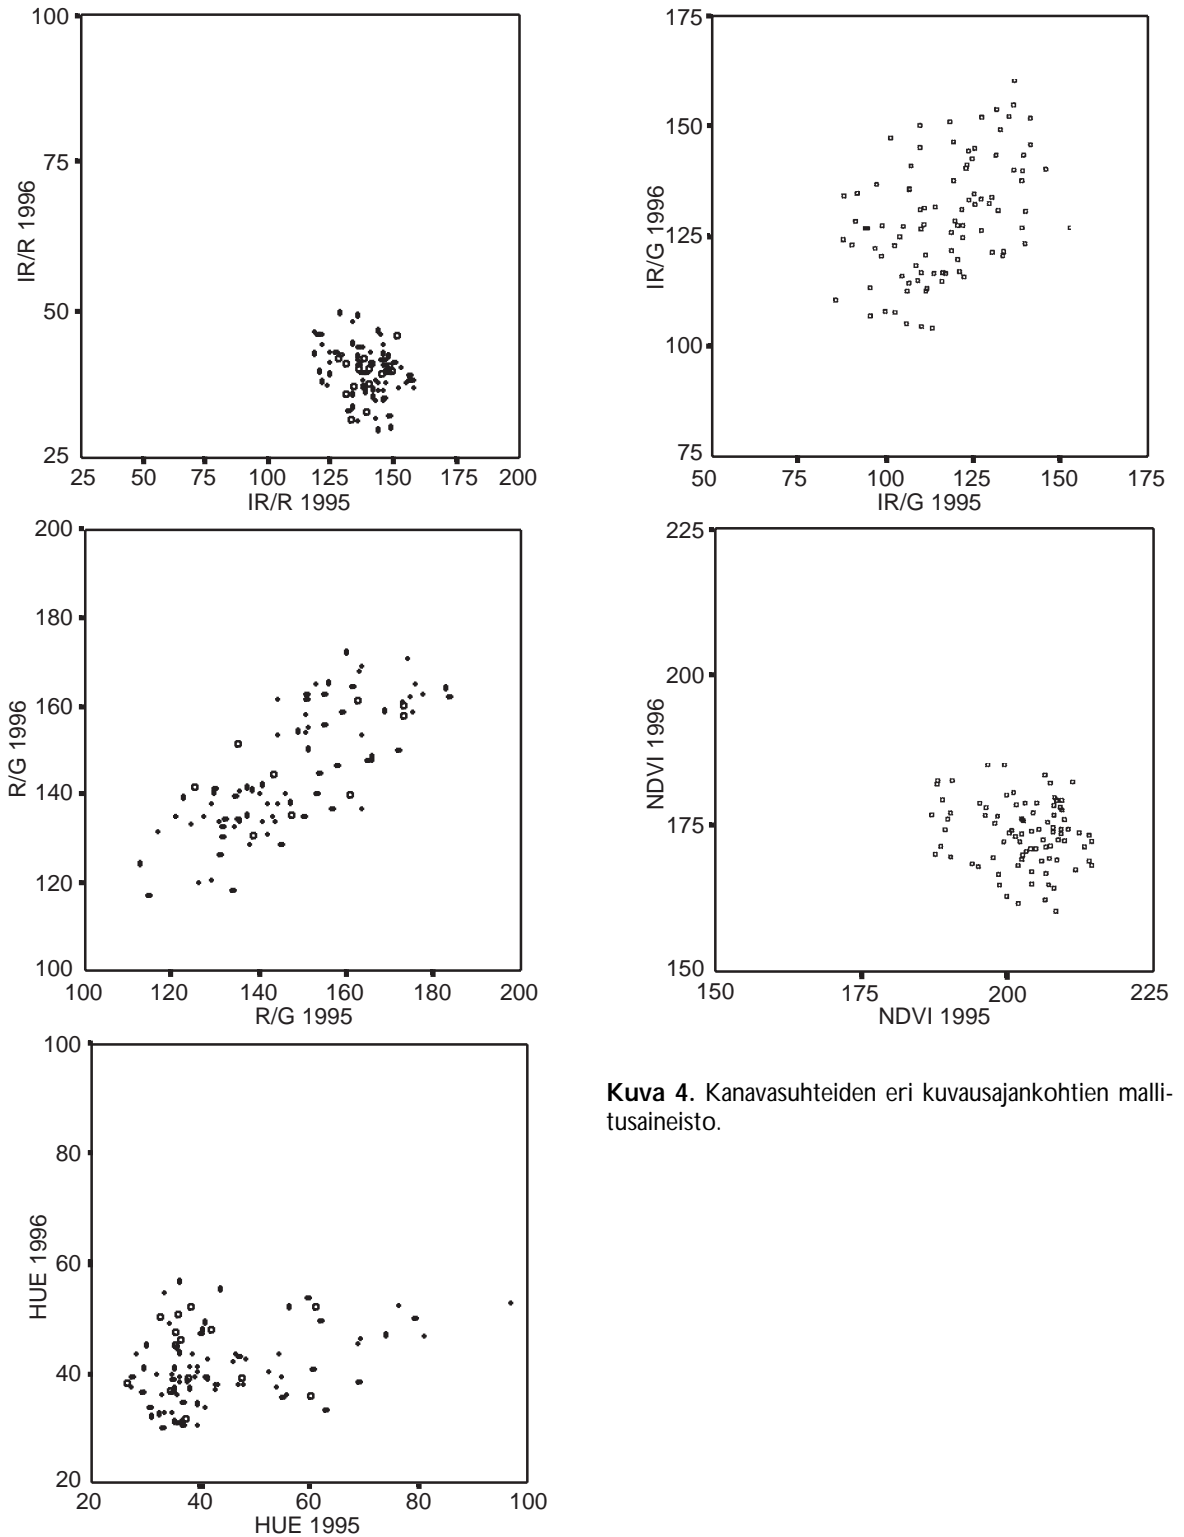 100
75
50
25
IR/R 1996
25 50 75 100 125 150 175 200
IR/R 1995
175
150
125
100
75
IR/G 1996
50 75 100 125 150 175
IR/G 1995
200
180
160
140
120
100
R/G 1996
100 120 140 160 180 200
R/G 1995
225
200
175
150
NDVI 1996
150 175 200 225
NDVI 1995
100
80
60
40
20
HUE 1996
20 40 60 80 100
HUE 1995
Kuva 4. Kanavasuhteiden eri kuvausajankohtien malli-
tusaineisto.